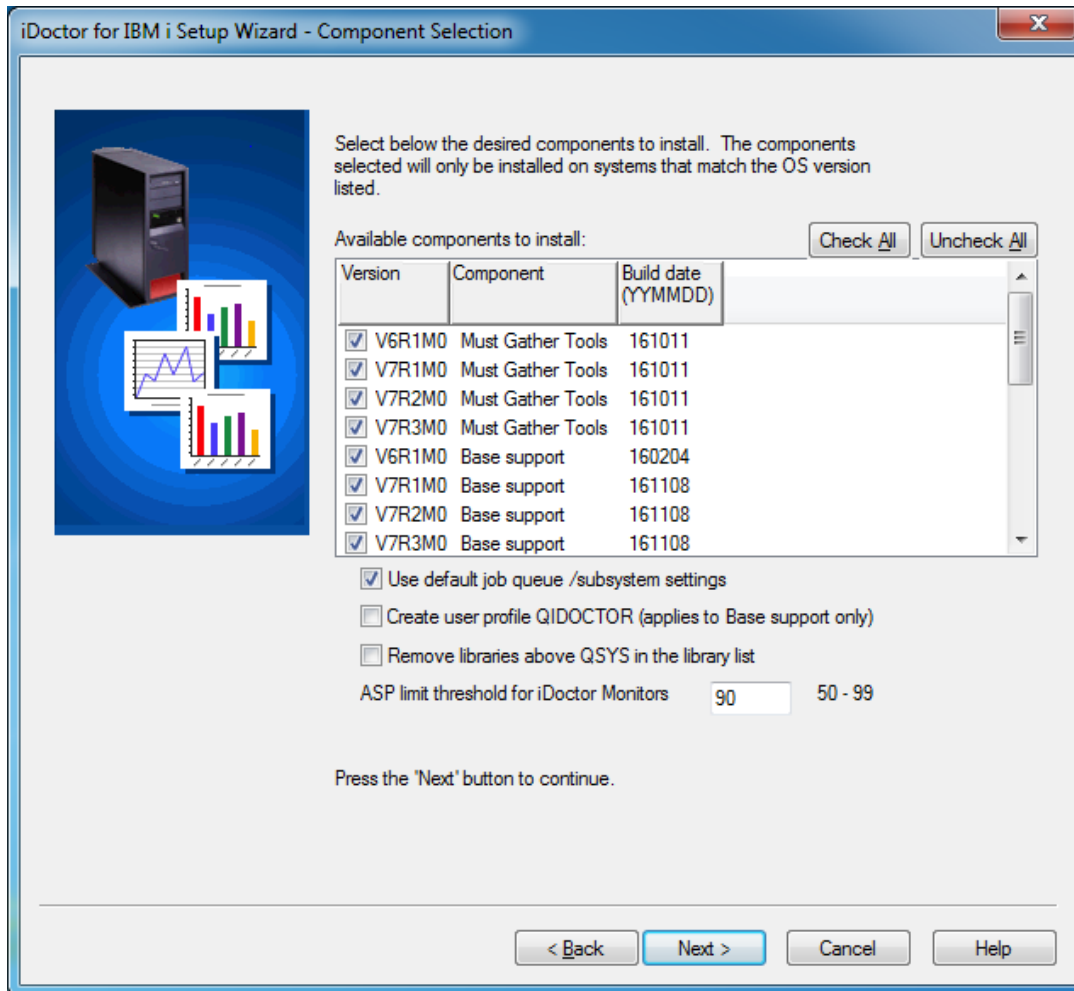 iDoctor for IBM i Setup Wizard - Component Selection
Select below the desired components to install. The components
selected will only be installed on systems that match the OS version
listed.
Available components to install:
Check All
Uncheck All
Version Component Build date
(YYMMDD)
V6R1M0 Must Gather Tools 161011
V7R1M0 Must Gather Tools 161011
V7R2M0 Must Gather Tools 161011
V7R3M0 Must Gather Tools 161011
V6R1M0 Base support 160204
V7R1M0 Base support 161108
V7R2M0 Base support 161108
V7R3M0 Base support 161108
Use default job queue /subsystem settings
Create user profile QIDOCTOR (applies to Base support only)
Remove libraries above QSYS in the library list
ASP limit threshold for iDoctor Monitors 90 50 - 99
Press the 'Next' button to continue.
< Back Next > Cancel Help